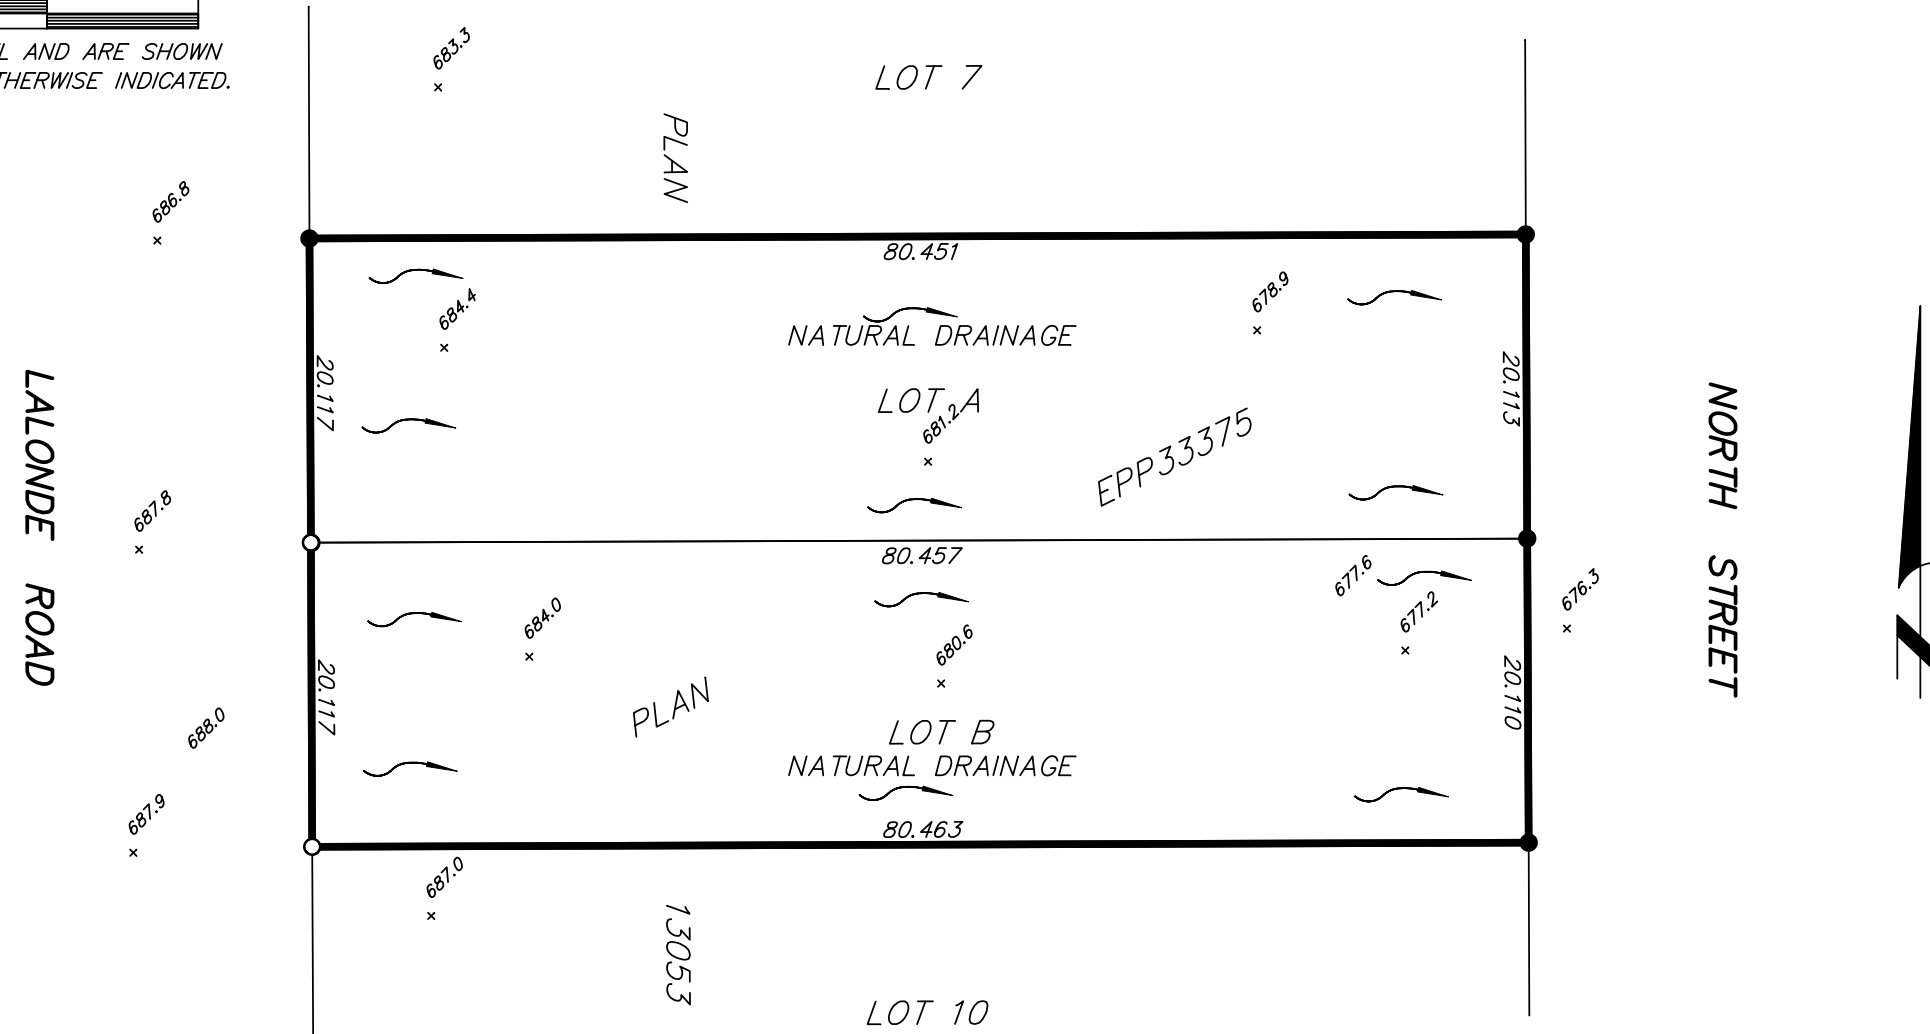 L AND ARE SHOWN
THERWISE INDICATED.
683.3
LOT 7
PLAN
686.8
80.451
684.4
678.9
NATURAL DRAINAGE
20.117
20.113
LOT A
681.2
EPP33375
LALONDE ROAD
NORTH STREET
687.8
80.457
677.6
677.2
676.3
684.0
680.6
20.117
20.110
PLAN
688.0
LOT B
NATURAL DRAINAGE
687.9
80.463
687.0
13053
LOT 10